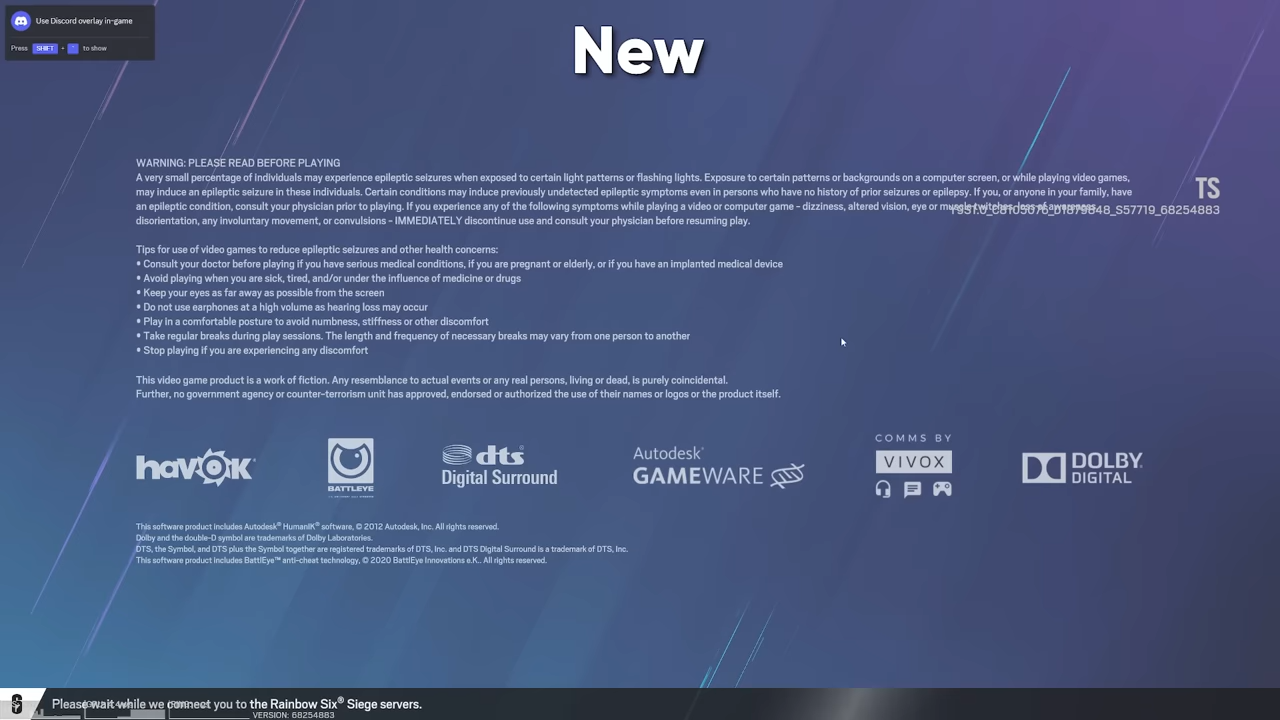 Use Discord overlay in-game
Press SHIFT + ` to show
New
WARNING: PLEASE READ BEFORE PLAYING
A very small percentage of individuals may experience epileptic seizures when exposed to certain light patterns or flashing lights. Exposure to certain patterns or backgrounds on a computer screen, or while playing video games,
may induce an epileptic seizure in these individuals. Certain conditions may induce previously undetected epileptic symptoms even in persons who have no history of prior seizures or epilepsy. If you, or anyone in your family, have
an epileptic condition, consult your physician prior to playing. If you experience any of the following symptoms while playing a video or computer game - dizziness, altered vision, eye or muscle twitches, loss of awareness,
disorientation, any involuntary movement, or convulsions - IMMEDIATELY discontinue use and consult your physician before resuming play.
TS
Tips for use of video games to reduce epileptic seizures and other health concerns:
• Consult your doctor before playing if you have serious medical conditions, if you are pregnant or elderly, or if you have an implanted medical device
• Avoid playing when you are sick, tired, and/or under the influence of medicine or drugs
• Keep your eyes as far away as possible from the screen
• Do not use earphones at a high volume as hearing loss may occur
• Play in a comfortable posture to avoid numbness, stiffness or other discomfort
• Take regular breaks during play sessions. The length and frequency of necessary breaks may vary from one person to another
• Stop playing if you are experiencing any discomfort
This video game product is a work of fiction. Any resemblance to actual events or any real persons, living or dead, is purely coincidental.
Further, no government agency or counter-terrorism unit has approved, endorsed or authorized the use of their names or logos or the product itself.
havok
BATTLEYE
dts
Digital Surround
Autodesk®
GAMEWARE
COMMS BY
VIVOX
DOLBY
DIGITAL
This software product includes Autodesk® HumanIK® software, © 2012 Autodesk, Inc. All rights reserved.
Dolby and the double-D symbol are trademarks of Dolby Laboratories.
DTS, the Symbol, and DTS plus the Symbol together are registered trademarks of DTS, Inc. and DTS Digital Surround is a trademark of DTS, Inc.
This software product includes BattlEye™ anti-cheat technology, © 2020 BattlEye Innovations e.K.. All rights reserved.
Please wait while we connect you to the Rainbow Six® Siege servers.
VERSION: 68254883